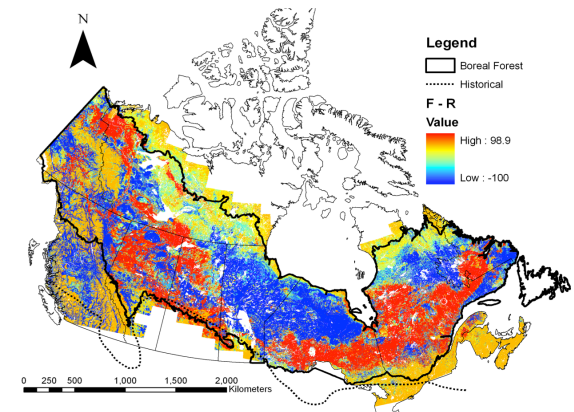 N
Legend
Boreal Forest
Historical
F - R
Value
High : 98.9
Low : -100
0 250 500 1,000 1,500 2,000
Kilometers